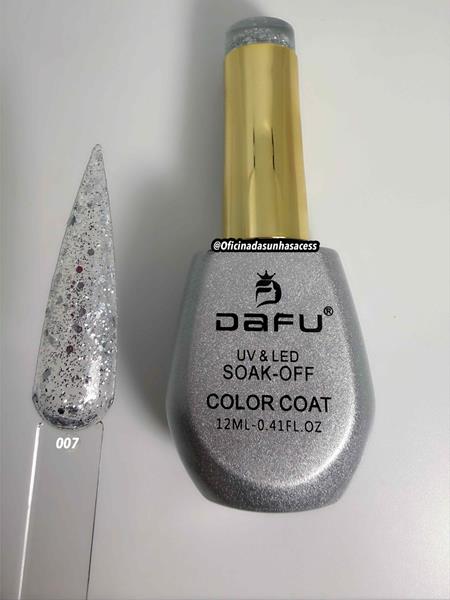 @Oficinadasunhasacess
DAFU®
UV & LED
SOAK-OFF
COLOR COAT
12ML-0.41FL.OZ
007